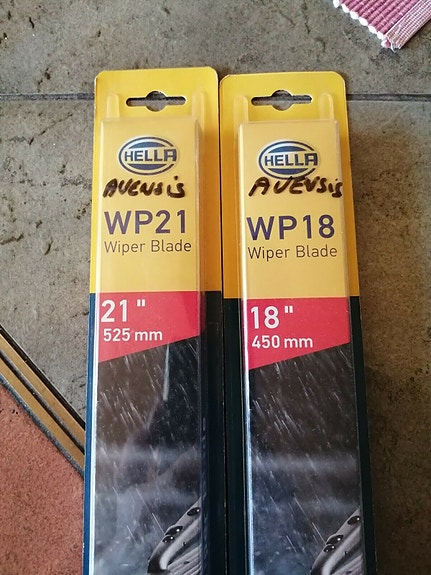 HELLA
AVENSis
WP21
Wiper Blade
21"
525 mm
HELLA
AVENSis
WP18
Wiper Blade
18"
450 mm